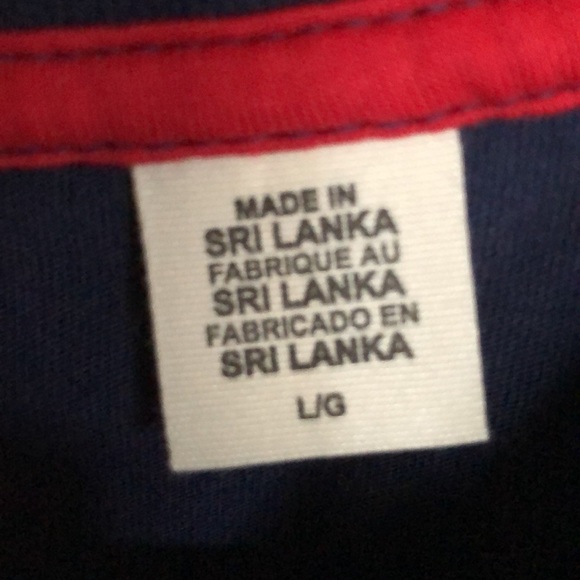 MADE IN
SRI LANKA
FABRIQUE AU
SRI LANKA
FABRICADO EN
SRI LANKA
L/G